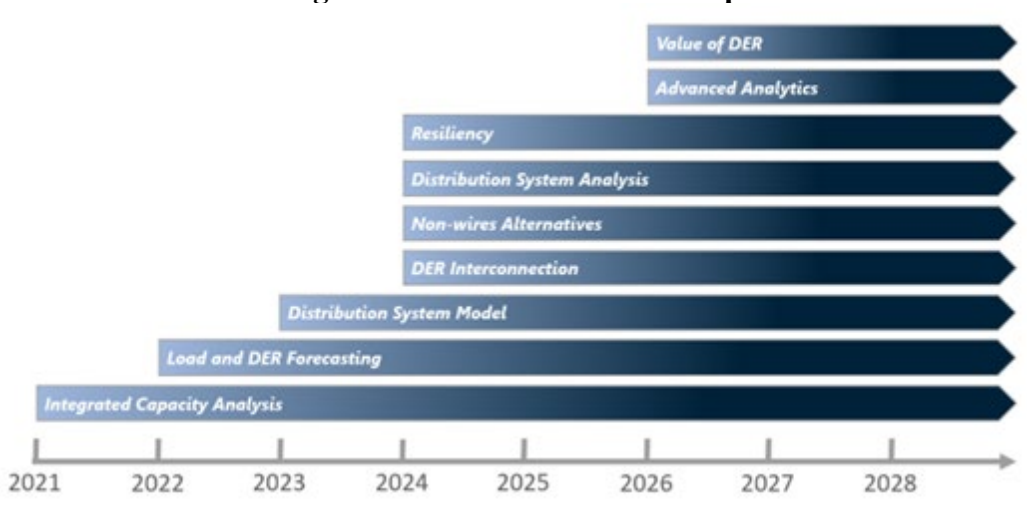 Value of DER
Advanced Analytics
Resiliency
Distribution System Analysis
Non-wires Alternatives
DER Interconnection
Distribution System Model
Load and DER Forecasting
Integrated Capacity Analysis
2021 2022 2023 2024 2025 2026 2027 2028